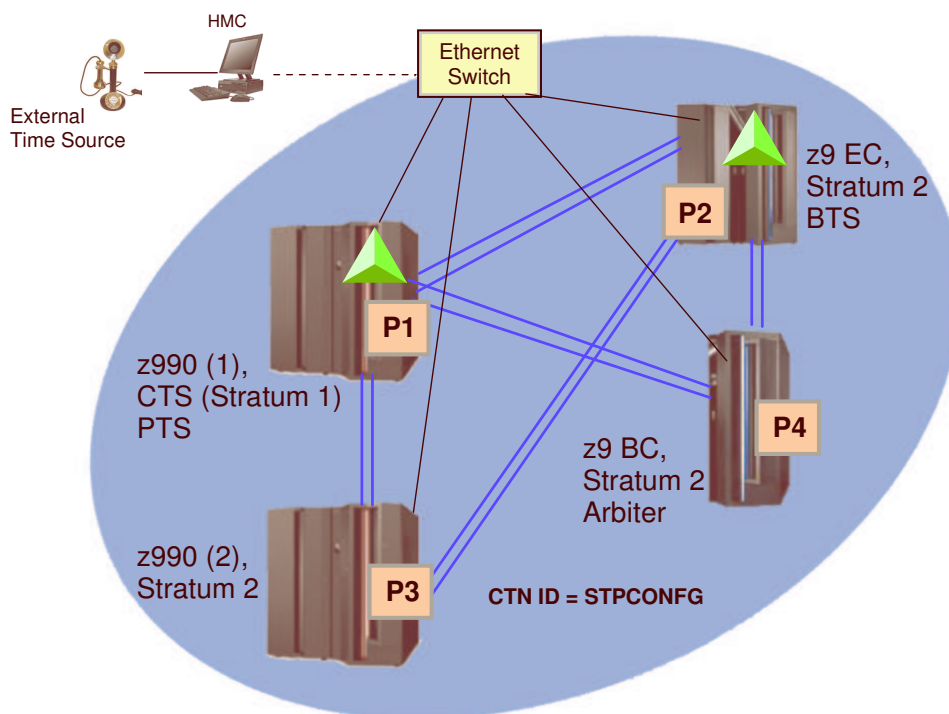 HMC
Ethernet
Switch
External
Time Source
z9 EC,
Stratum 2
BTS
P2
P1
z990 (1),
CTS (Stratum 1)
PTS
P4
z9 BC,
Stratum 2
Arbiter
z990 (2),
Stratum 2
P3
CTN ID = STPCONFG